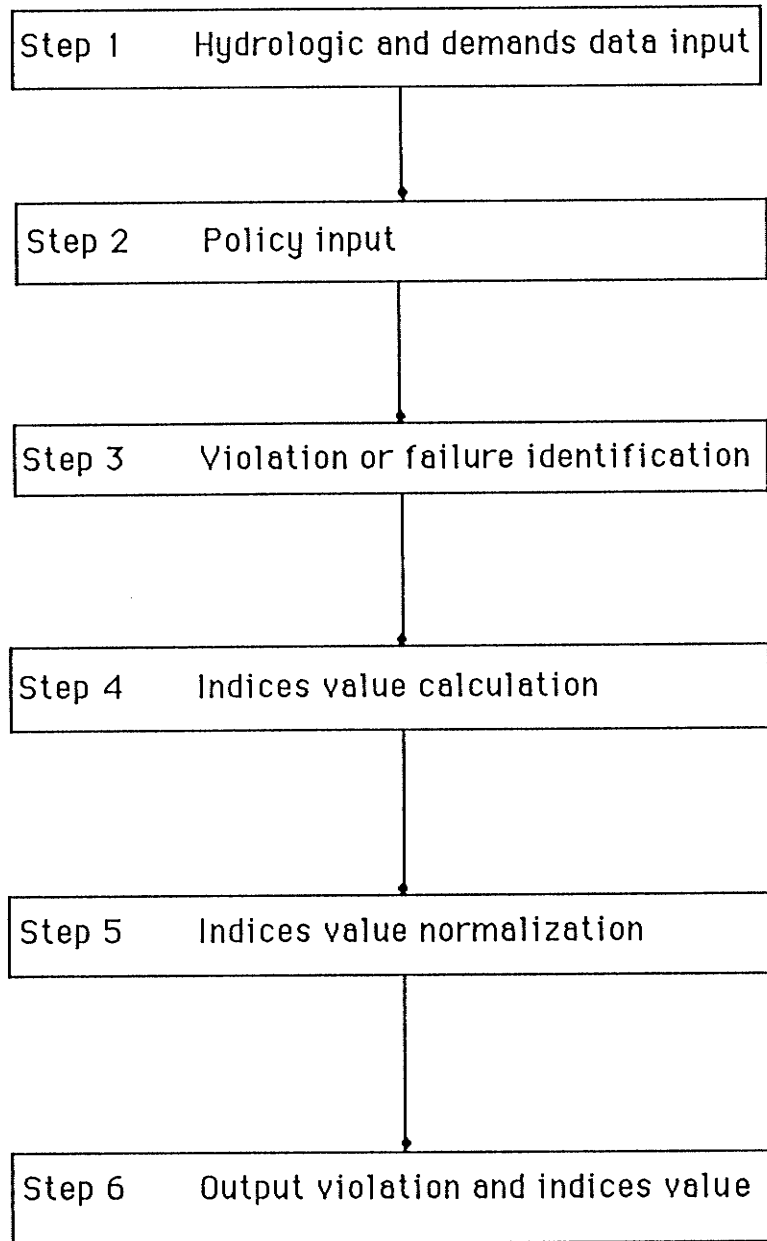 Step 1 Hydrologic and demands data input
Step 2 Policy input
Step 3 Violation or failure identification
Step 4 Indices value calculation
Step 5 Indices value normalization
Step 6 Output violation and indices value